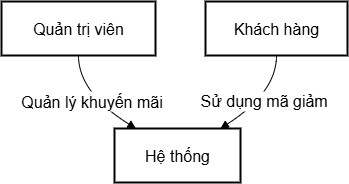 Quản trị viên
Khách hàng
Quản lý khuyến mãi
Sử dụng mã giảm
Hệ thống